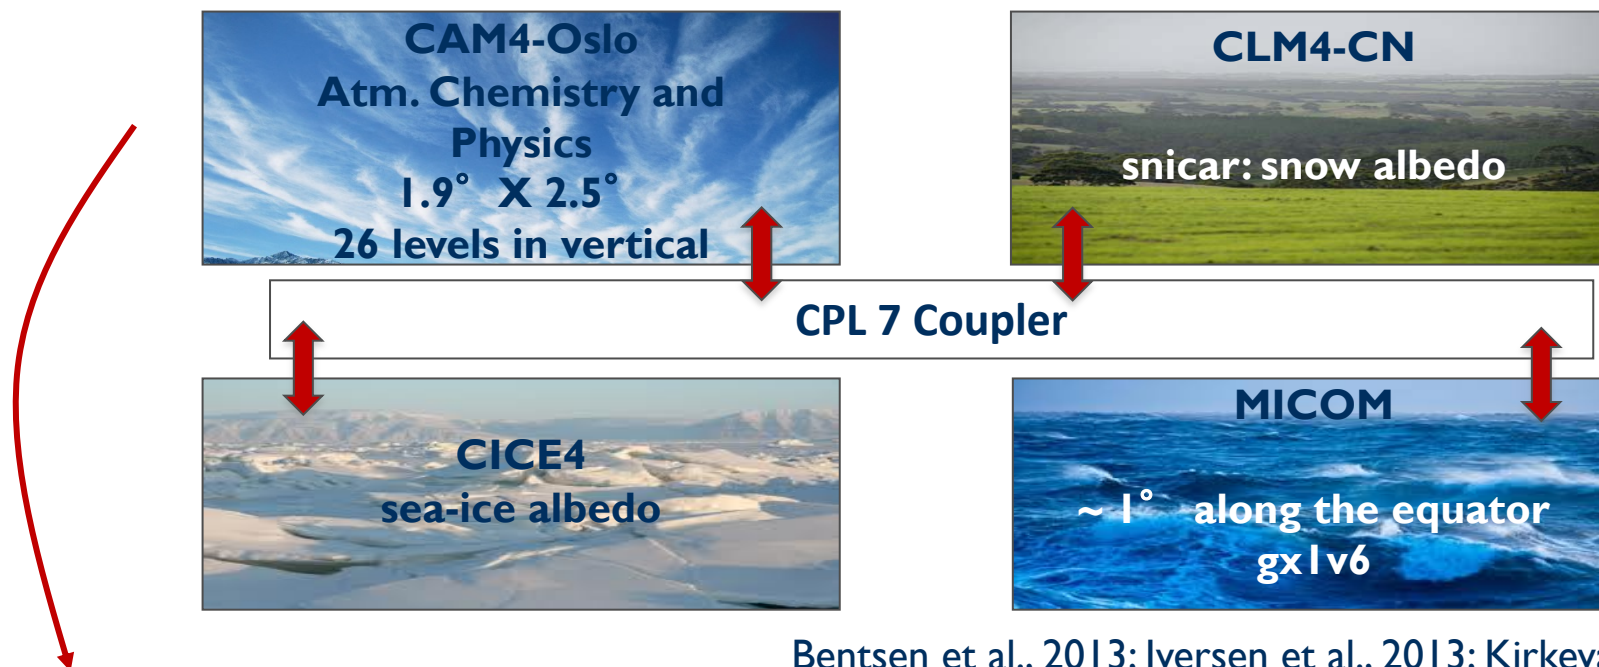 CAM4-Oslo
Atm. Chemistry and
Physics
1.9° X 2.5°
26 levels in vertical
CLM4-CN
snicar: snow albedo
CPL 7 Coupler
CICE4
sea-ice albedo
MICOM
~ 1° along the equator
gx1v6
Bentsen et al., 2013; Iversen et al., 2013;